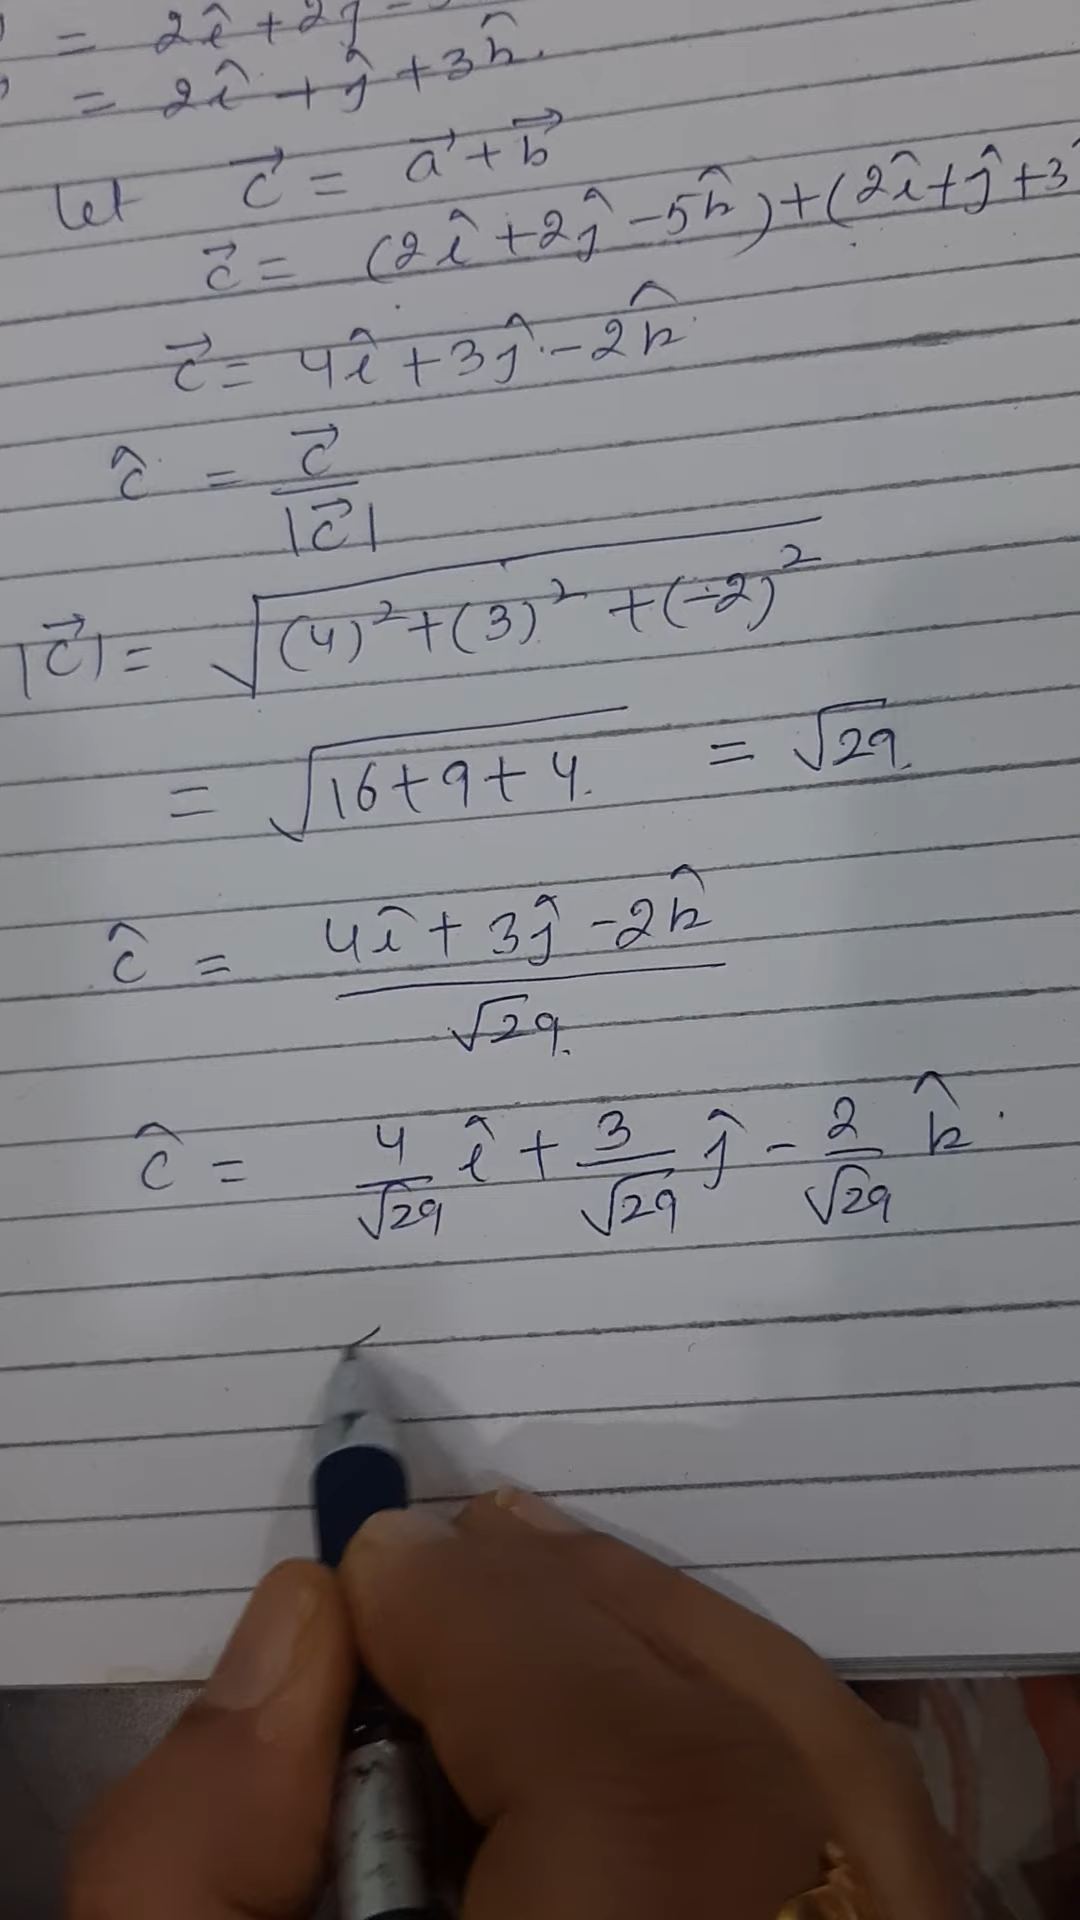 = 2î + 2ĵ -
= 2î + ĵ + 3k̂.
Let c⃗ = a⃗ + b⃗
c⃗ = (2î + 2ĵ - 5k̂) + (2î + ĵ + 3
c⃗ = 4î + 3ĵ - 2k̂
ĉ = c⃗ / |c⃗|
|c⃗| = √((4)² + (3)² + (-2)²)
= √(16 + 9 + 4) = √29.
ĉ = (4î + 3ĵ - 2k̂) / √29.
ĉ = 4/√29 î + 3/√29 ĵ - 2/√29 k̂.